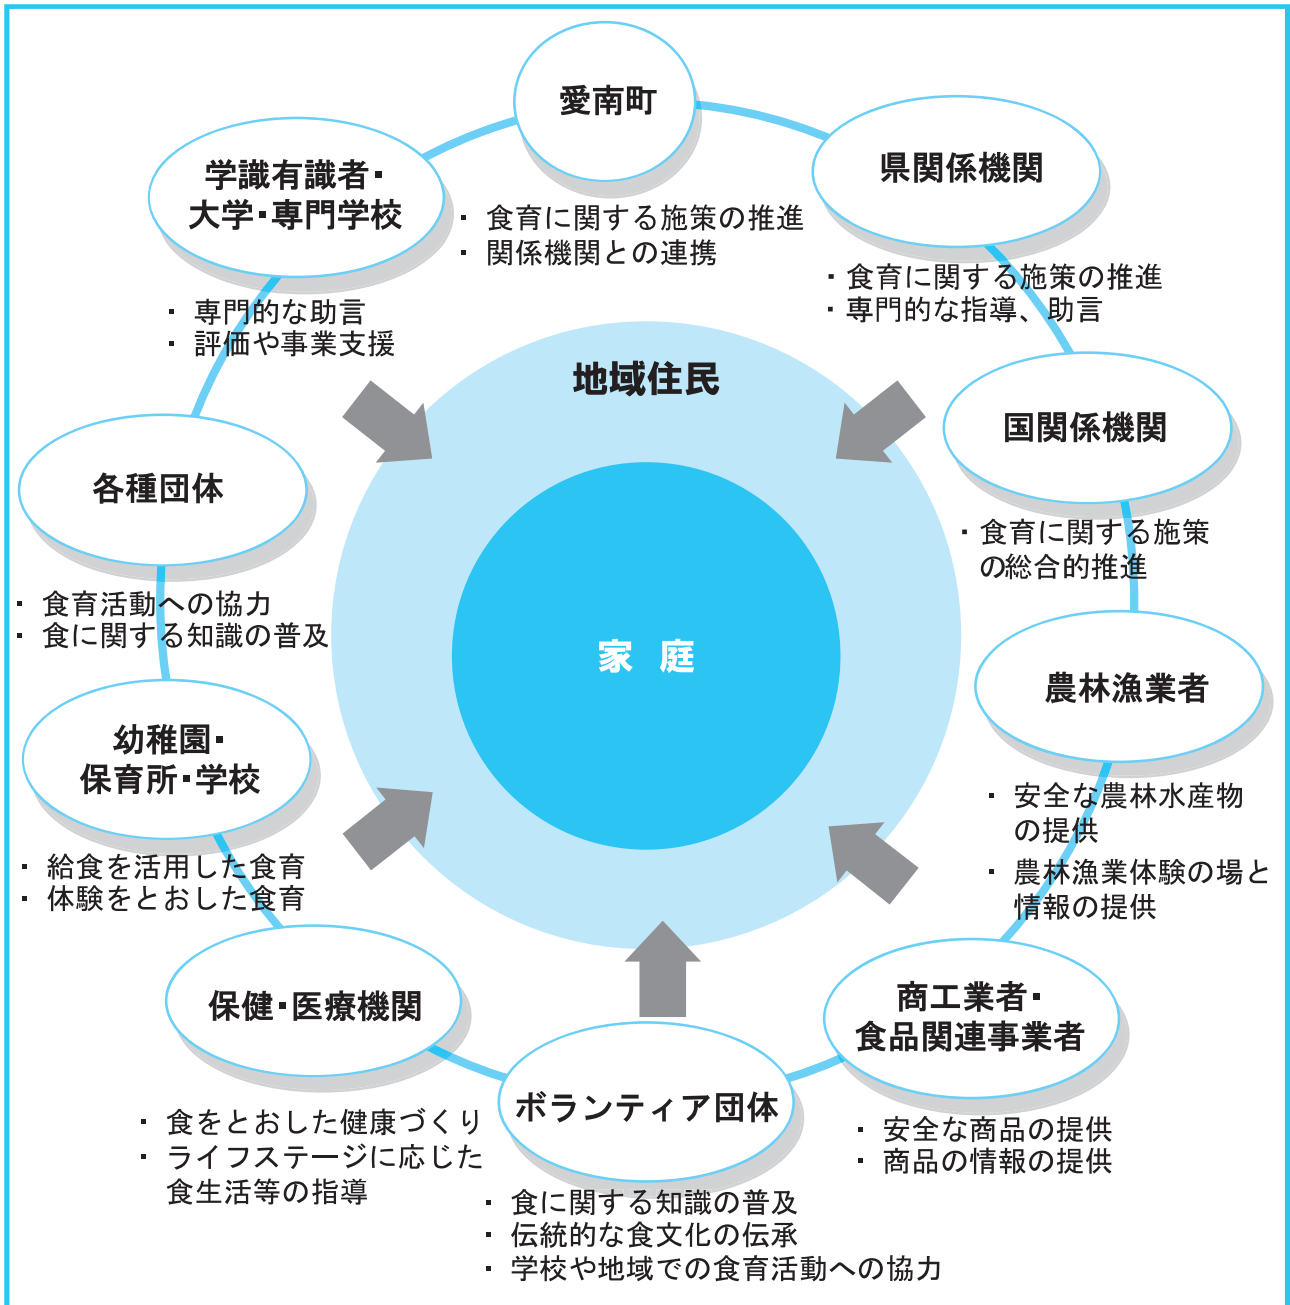 愛南町
・食育に関する施策の推進
・関係機関との連携
県関係機関
・食育に関する施策の推進
・専門的な指導、助言
国関係機関
・食育に関する施策
の総合的推進
農林漁業者
・安全な農林水産物
の提供
・農林漁業体験の場と
情報の提供
商工業者・
食品関連事業者
・安全な商品の提供
・商品の情報の提供
ボランティア団体
・食に関する知識の普及
・伝統的な食文化の伝承
・学校や地域での食育活動への協力
保健・医療機関
・食をとおした健康づくり
・ライフステージに応じた
食生活等の指導
幼稚園・
保育所・学校
・給食を活用した食育
・体験をとおした食育
各種団体
・食育活動への協力
・食に関する知識の普及
学識有識者・
大学・専門学校
・専門的な助言
・評価や事業支援
地域住民
家 庭